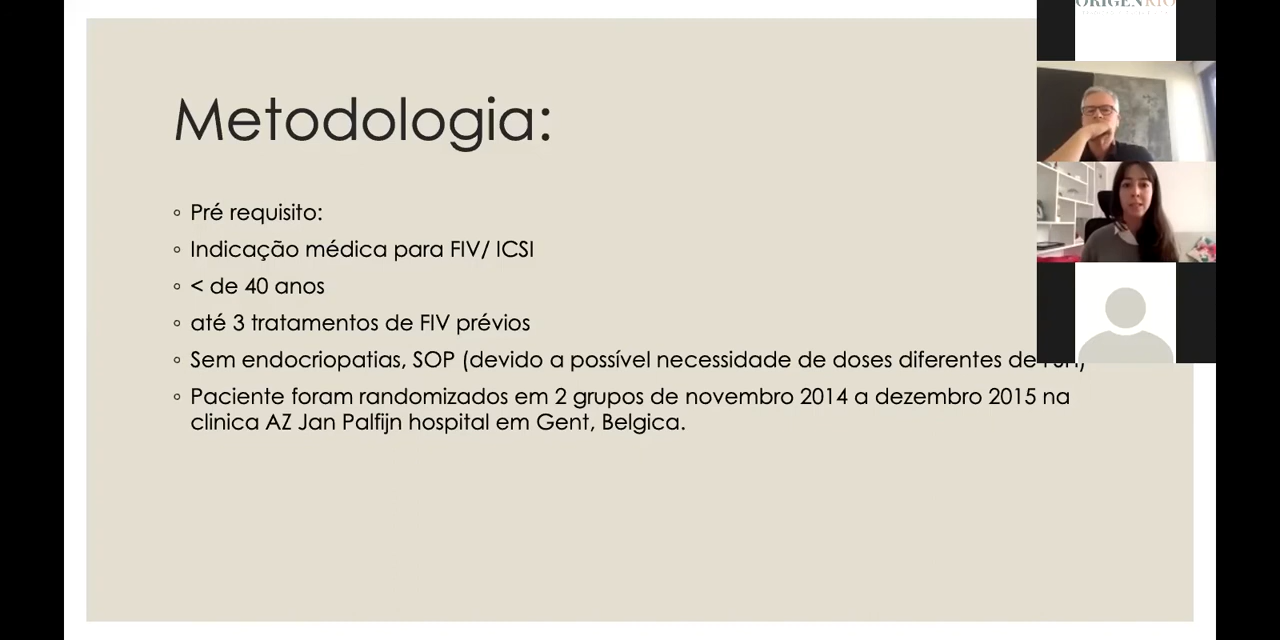 ORIGENRIO
Metodologia:
◦ Pré requisito:
◦ Indicação médica para FIV/ ICSI
◦ < de 40 anos
◦ até 3 tratamentos de FIV prévios
◦ Sem endocriopatias, SOP (devido a possível necessidade de doses diferentes de
◦ Paciente foram randomizados em 2 grupos de novembro 2014 a dezembro 2015 na
clinica AZ Jan Palfijn hospital em Gent, Belgica.